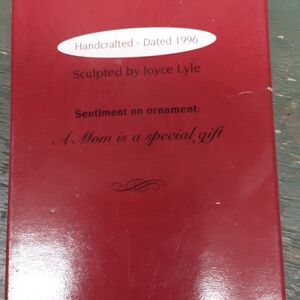 Handcrafted - Dated 1996
Sculpted by Joyce Lyle
Sentiment on ornament:
A Mom is a special gift